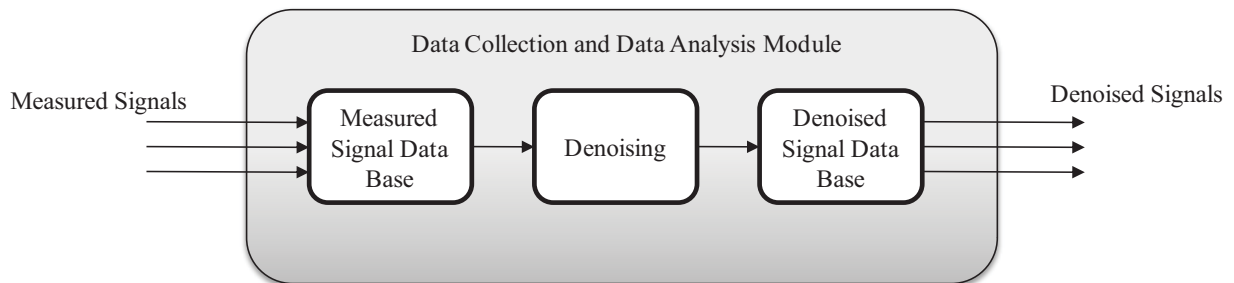 Data Collection and Data Analysis Module
Measured Signals
Measured
Signal Data
Base
Denoising
Denoised
Signal Data
Base
Denoised Signals